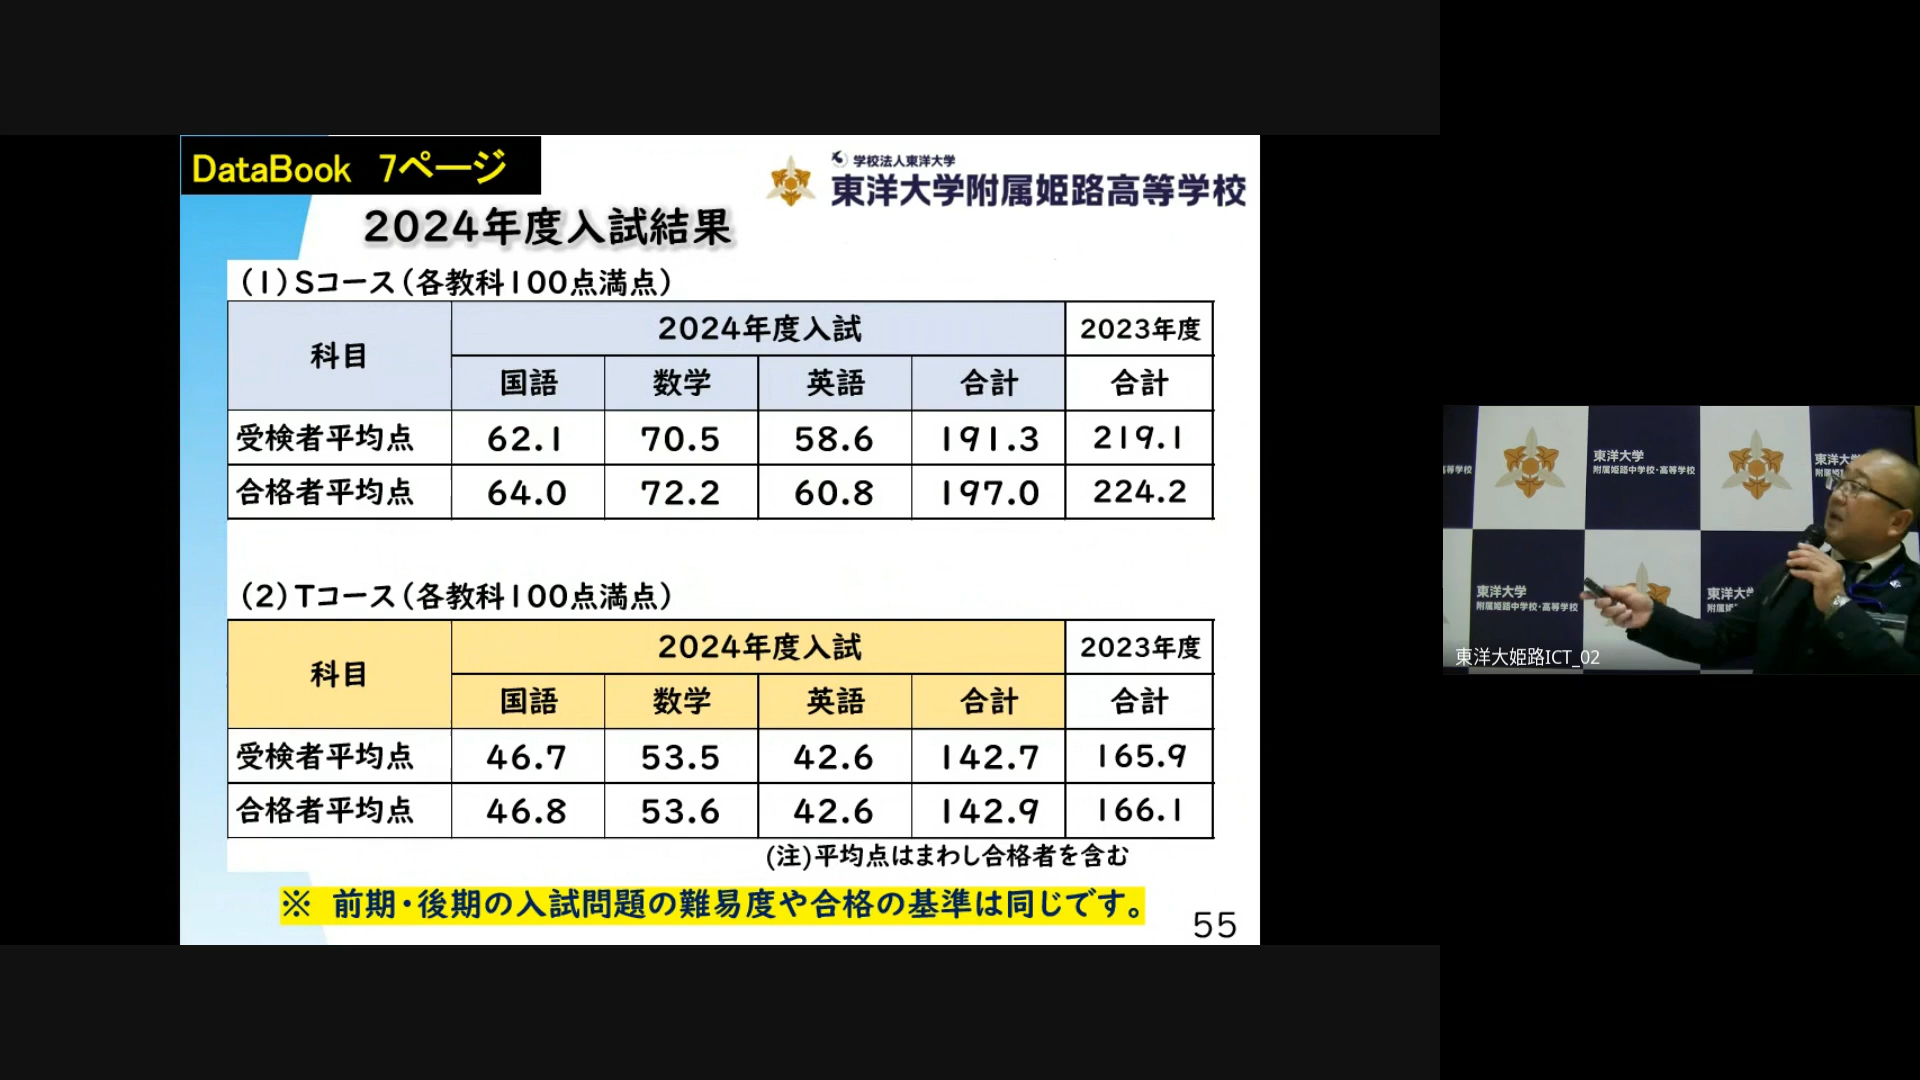 DataBook 7ページ
学校法人東洋大学
東洋大学附属姫路高等学校
2024年度入試結果
(1)Sコース(各教科100点満点)
科目 2024年度入試 2023年度
国語 数学 英語 合計 合計
受検者平均点 62.1 70.5 58.6 191.3 219.1
合格者平均点 64.0 72.2 60.8 197.0 224.2
(2)Tコース(各教科100点満点)
科目 2024年度入試 2023年度
国語 数学 英語 合計 合計
受検者平均点 46.7 53.5 42.6 142.7 165.9
合格者平均点 46.8 53.6 42.6 142.9 166.1
(注)平均点はまわし合格者を含む
※ 前期・後期の入試問題の難易度や合格の基準は同じです。
55
等学校
東洋大学
附属姫路中学校・高等学校
東洋大学
東洋大学
附属姫路中学校・高等学校
東洋大学
東洋大姫路ICT_02